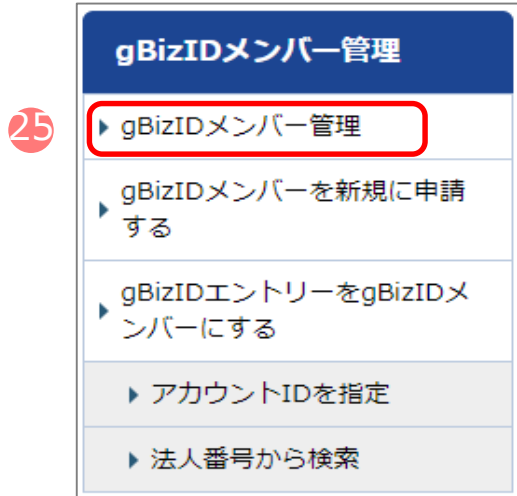 gBizIDメンバー管理
25
gBizIDメンバー管理
gBizIDメンバーを新規に申請
する
gBizIDエントリーをgBizIDメ
ンバーにする
アカウントIDを指定
法人番号から検索